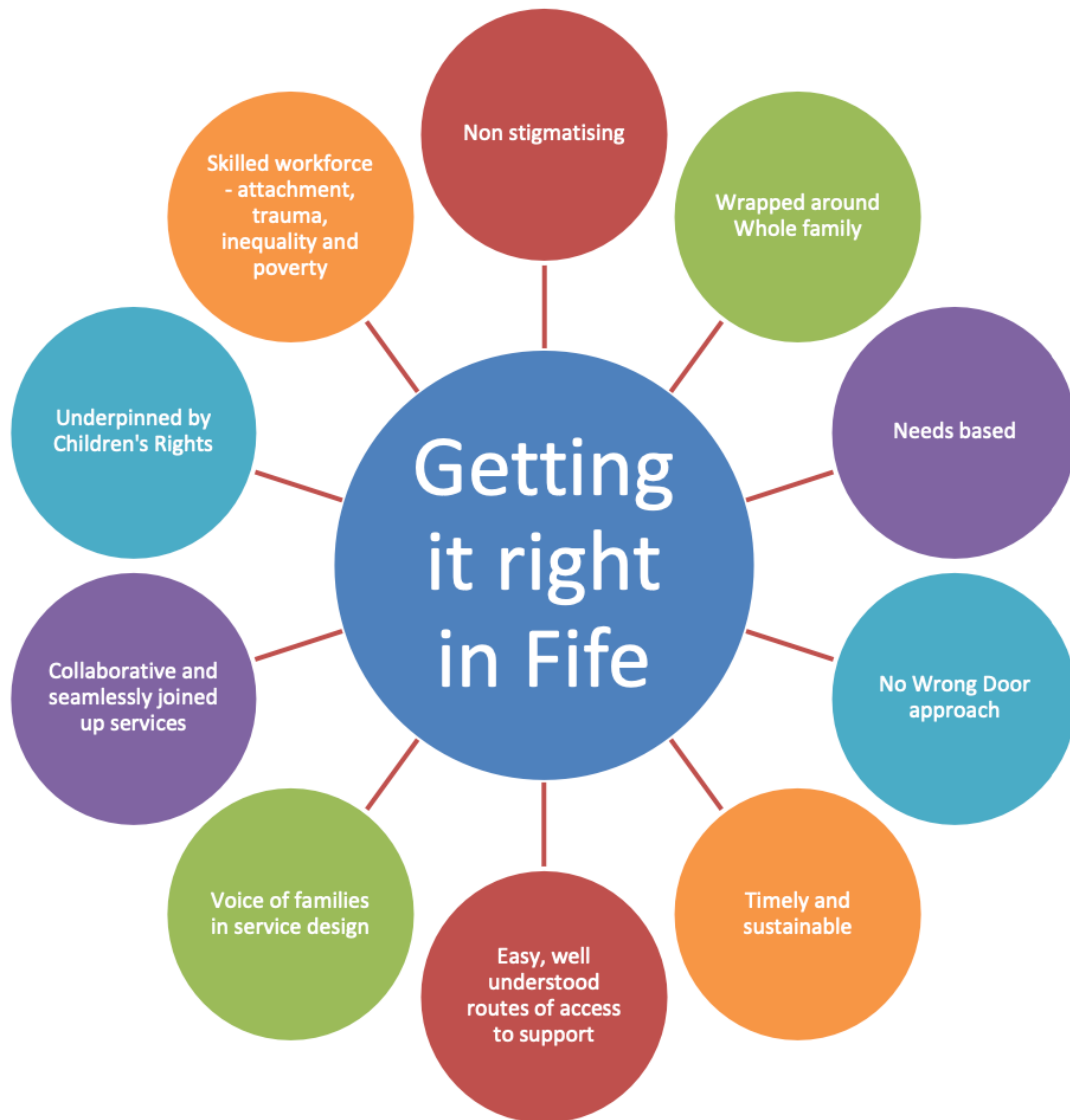 Non stigmatising
Wrapped around
Whole family
Needs based
No Wrong Door
approach
Timely and
sustainable
Easy, well
understood
routes of access
to support
Voice of families
in service design
Collaborative and
seamlessly joined
up services
Underpinned by
Children's Rights
Skilled workforce
- attachment,
trauma,
inequality and
poverty
Getting
it right
in Fife